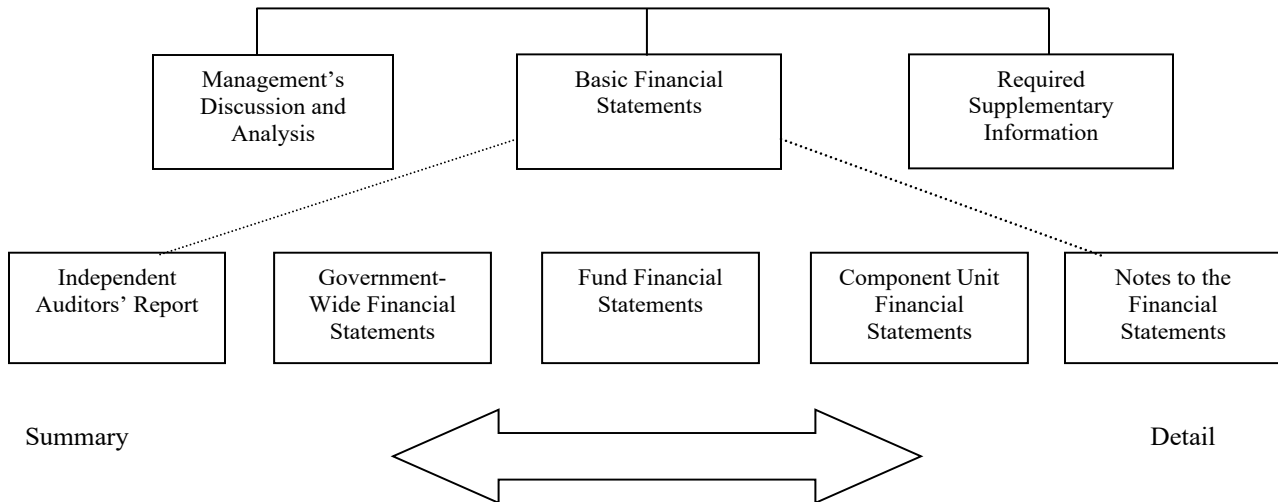 Management’s
Discussion and
Analysis
Basic Financial
Statements
Required
Supplementary
Information
Independent
Auditors’ Report
Government-
Wide Financial
Statements
Fund Financial
Statements
Component Unit
Financial
Statements
Notes to the
Financial
Statements
Summary
Detail